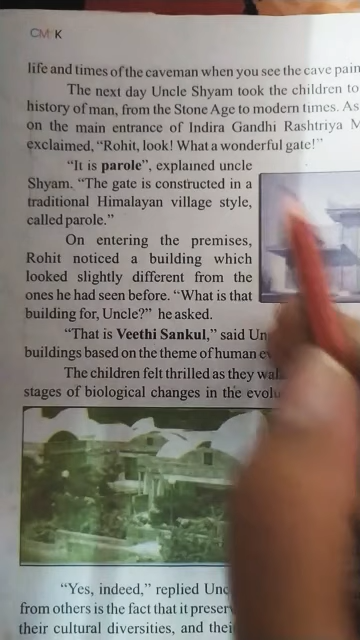 CMYK
life and times of the caveman when you see the cave pain
The next day Uncle Shyam took the children to
history of man, from the Stone Age to modern times. As
on the main entrance of Indira Gandhi Rashtriya M
exclaimed, “Rohit, look! What a wonderful gate!”
“It is parole”, explained uncle
Shyam. “The gate is constructed in a
traditional Himalayan village style,
called parole.”
On entering the premises,
Rohit noticed a building which
looked slightly different from the
ones he had seen before. “What is that
building for, Uncle?” he asked.
“That is Veethi Sankul,” said Un
buildings based on the theme of human ev
The children felt thrilled as they wal
stages of biological changes in the evolu
“Yes, indeed,” replied Unc
from others is the fact that it preser
their cultural diversities, and thei